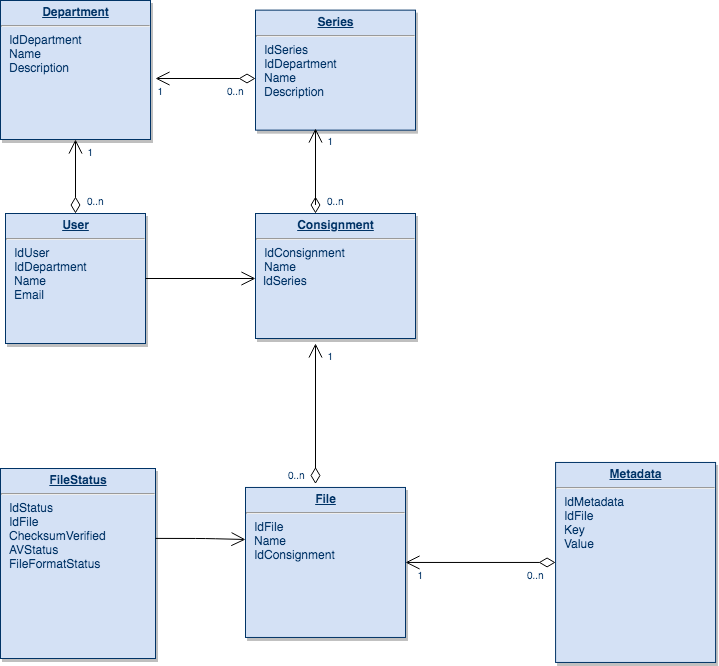 Department
IdDepartment
Name
Description
Series
IdSeries
IdDepartment
Name
Description
1
0..n
1
0..n
1
0..n
User
IdUser
IdDepartment
Name
Email
Consignment
IdConsignment
Name
IdSeries
1
0..n
FileStatus
IdStatus
IdFile
ChecksumVerified
AVStatus
FileFormatStatus
File
IdFile
Name
IdConsignment
Metadata
IdMetadata
IdFile
Key
Value
1
0..n